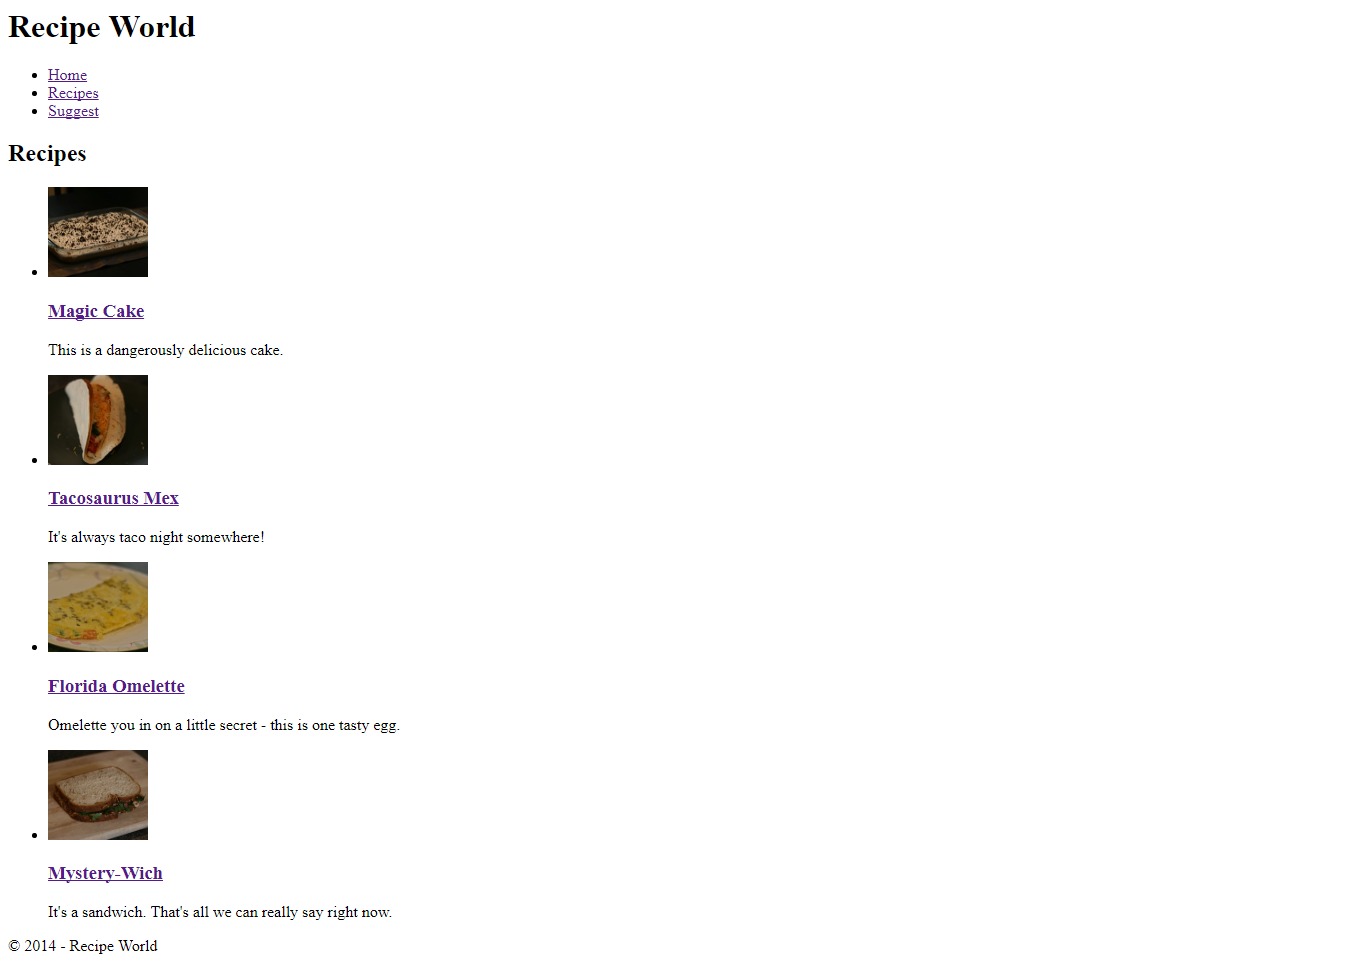 Recipe World
Home
Recipes
Suggest
Recipes
Magic Cake
This is a dangerously delicious cake.
Tacosaurus Mex
It's always taco night somewhere!
Florida Omelette
Omelette you in on a little secret - this is one tasty egg.
Mystery-Wich
It's a sandwich. That's all we can really say right now.
© 2014 - Recipe World